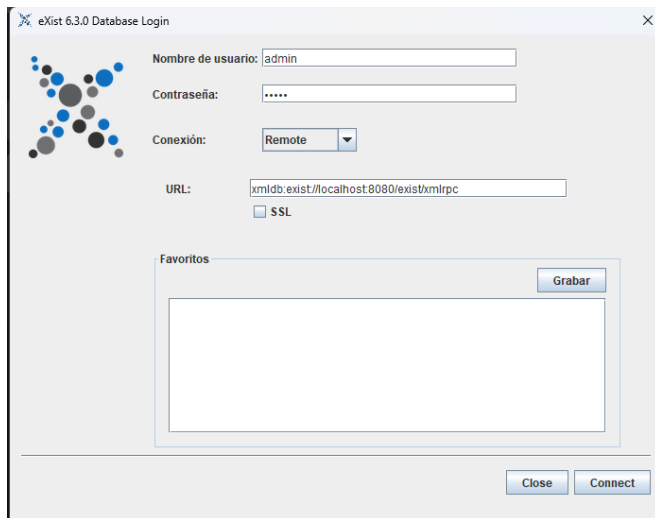 eXist 6.3.0 Database Login
Nombre de usuario: admin
Contraseña: •••••
Conexión: Remote
URL: xmldb:exist://localhost:8080/exist/xmlrpc
SSL
Favoritos
Grabar
Close Connect